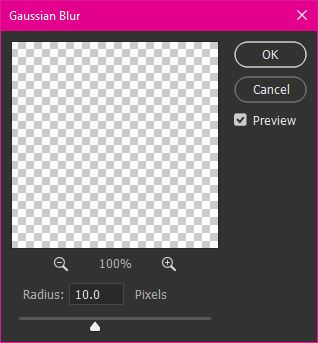 Gaussian Blur
OK
Cancel
Preview
100%
Radius: 10.0 Pixels